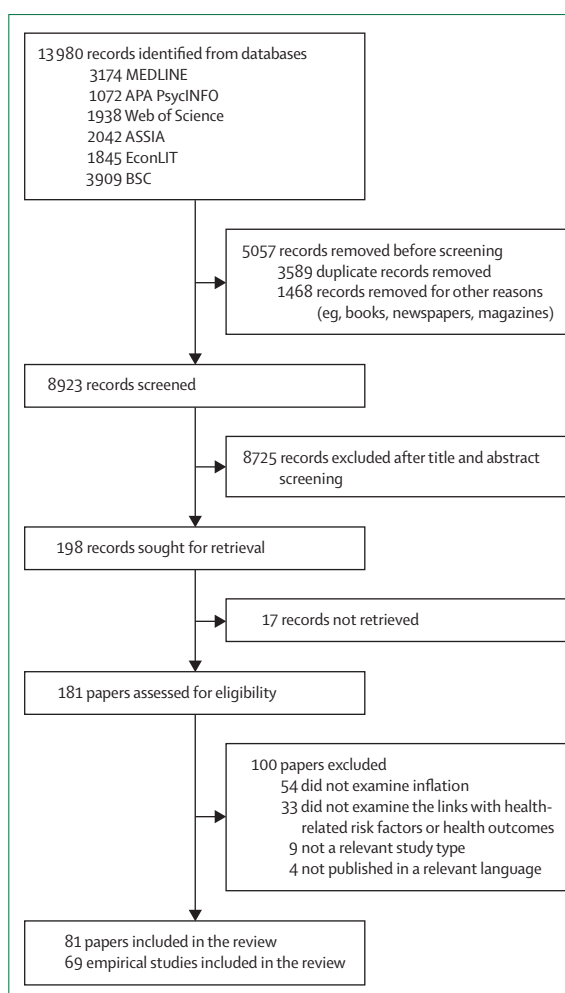 13 980 records identified from databases
3174 MEDLINE
1072 APA PsycINFO
1938 Web of Science
2042 ASSIA
1845 EconLIT
3909 BSC
5057 records removed before screening
3589 duplicate records removed
1468 records removed for other reasons
(eg, books, newspapers, magazines)
8923 records screened
8725 records excluded after title and abstract
screening
198 records sought for retrieval
17 records not retrieved
181 papers assessed for eligibility
100 papers excluded
54 did not examine inflation
33 did not examine the links with health-
related risk factors or health outcomes
9 not a relevant study type
4 not published in a relevant language
81 papers included in the review
69 empirical studies included in the review